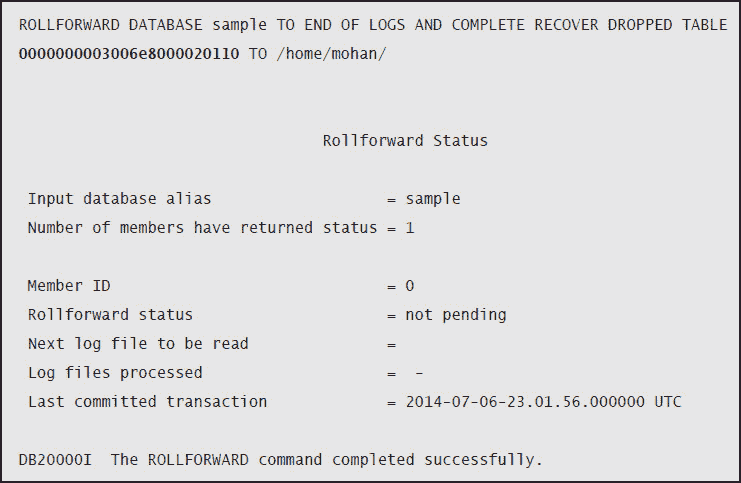 ROLLFORWARD DATABASE sample TO END OF LOGS AND COMPLETE RECOVER DROPPED TABLE
0000000003006e8000020110 TO /home/mohan/
Rollforward Status
Input database alias = sample
Number of members have returned status = 1
Member ID = 0
Rollforward status = not pending
Next log file to be read =
Log files processed = -
Last committed transaction = 2014-07-06-23.01.56.000000 UTC
DB20000I The ROLLFORWARD command completed successfully.